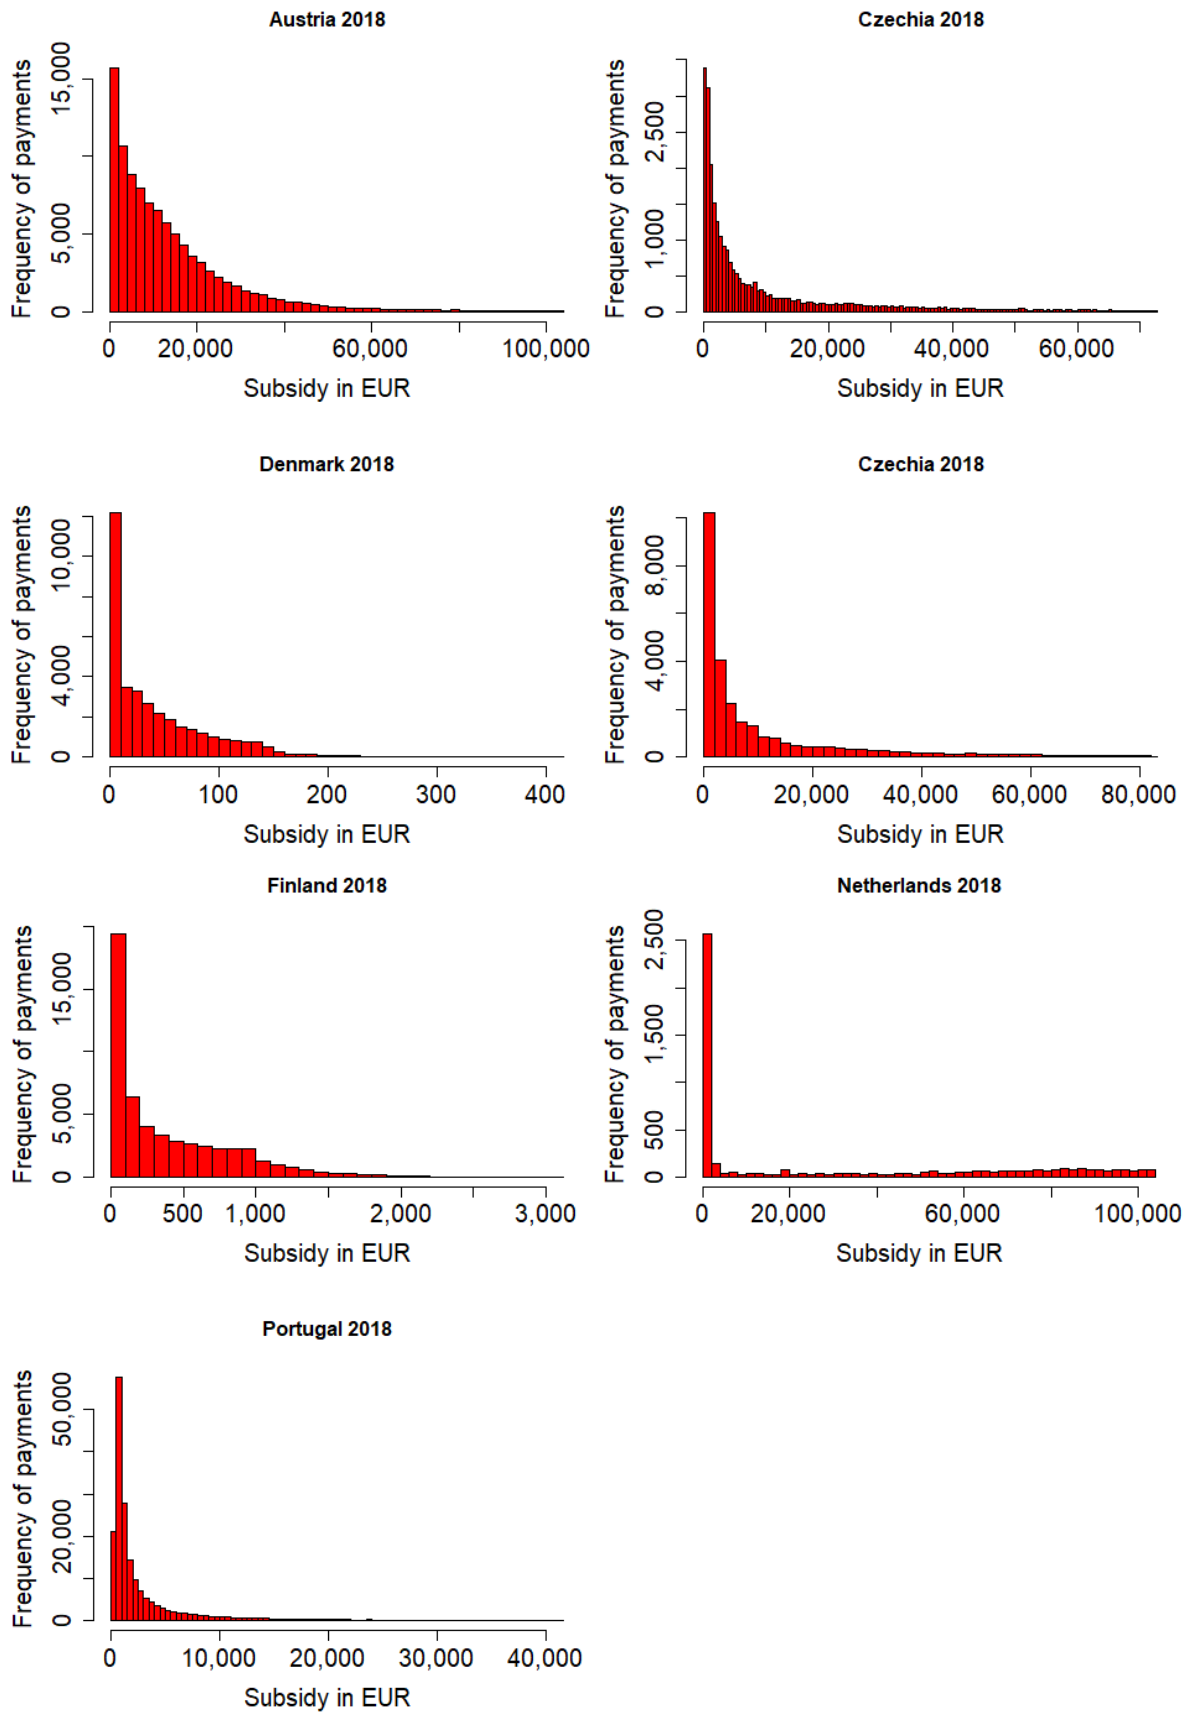 Austria 2018
Frequency of payments
0 5,000 15,000
0 20,000 60,000 100,000
Subsidy in EUR
Czechia 2018
Frequency of payments
0 1,000 2,500
0 20,000 40,000 60,000
Subsidy in EUR
Denmark 2018
Frequency of payments
0 4,000 10,000
0 100 200 300 400
Subsidy in EUR
Czechia 2018
Frequency of payments
0 4,000 8,000
0 20,000 40,000 60,000 80,000
Subsidy in EUR
Finland 2018
Frequency of payments
0 5,000 15,000
0 500 1,000 2,000 3,000
Subsidy in EUR
Netherlands 2018
Frequency of payments
0 500 1,500 2,500
0 20,000 60,000 100,000
Subsidy in EUR
Portugal 2018
Frequency of payments
0 20,000 50,000
0 10,000 20,000 30,000 40,000
Subsidy in EUR